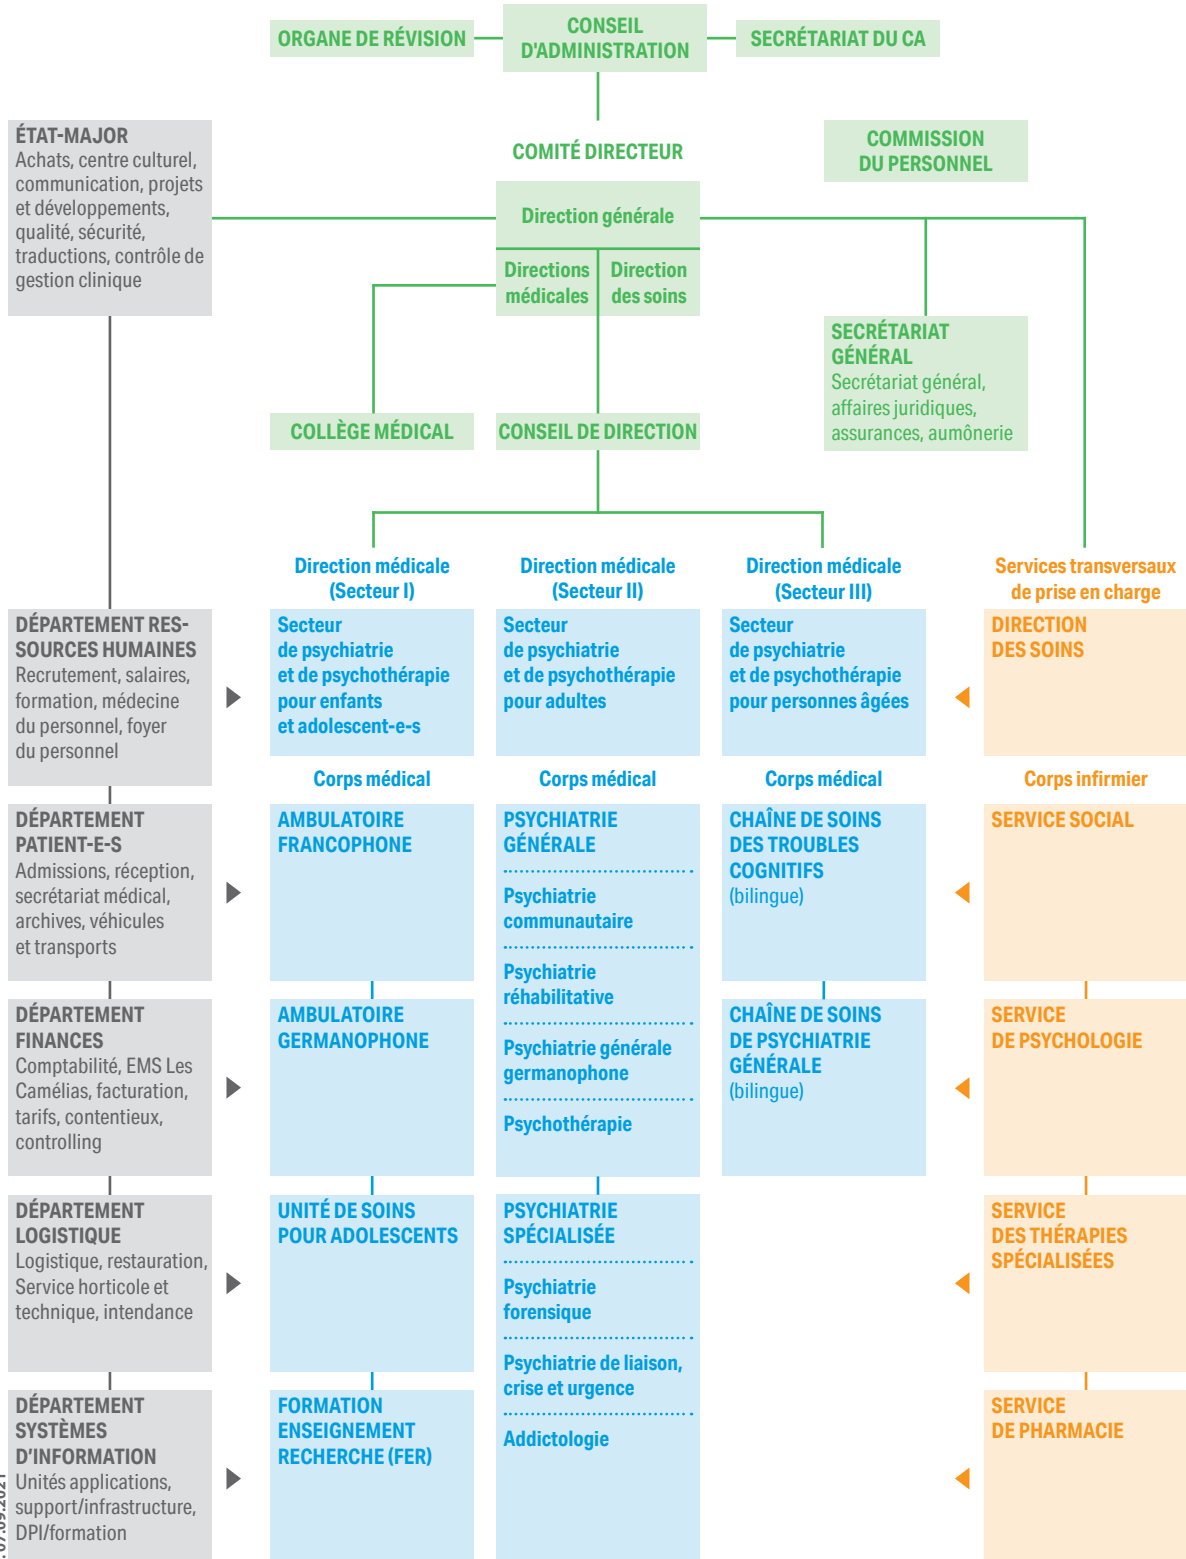 ORGANE DE RÉVISION
CONSEIL
D'ADMINISTRATION
SECRÉTARIAT DU CA
ÉTAT-MAJOR
Achats, centre culturel,
communication, projets
et développements,
qualité, sécurité,
traductions, contrôle de
gestion clinique
COMITÉ DIRECTEUR
COMMISSION
DU PERSONNEL
Direction générale
Directions
médicales
Direction
des soins
SECRÉTARIAT
GÉNÉRAL
Secrétariat général,
affaires juridiques,
assurances, aumônerie
COLLÈGE MÉDICAL
CONSEIL DE DIRECTION
Direction médicale
(Secteur I)
Direction médicale
(Secteur II)
Direction médicale
(Secteur III)
Services transversaux
de prise en charge
DÉPARTEMENT RES-
SOURCES HUMAINES
Recrutement, salaires,
formation, médecine
du personnel, foyer
du personnel
Secteur
de psychiatrie
et de psychothérapie
pour enfants
et adolescent-e-s
Secteur
de psychiatrie
et de psychothérapie
pour adultes
Secteur
de psychiatrie
et de psychothérapie
pour personnes âgées
DIRECTION
DES SOINS
Corps médical
Corps médical
Corps médical
Corps infirmier
DÉPARTEMENT
PATIENT-E-S
Admissions, réception,
secrétariat médical,
archives, véhicules
et transports
AMBULATOIRE
FRANCOPHONE
PSYCHIATRIE
GÉNÉRALE
Psychiatrie
communautaire
Psychiatrie
réhabilitative
Psychiatrie générale
germanophone
Psychothérapie
CHAÎNE DE SOINS
DES TROUBLES
COGNITIFS
(bilingue)
SERVICE SOCIAL
DÉPARTEMENT
FINANCES
Comptabilité, EMS Les
Camélias, facturation,
tarifs, contentieux,
controlling
AMBULATOIRE
GERMANOPHONE
CHAÎNE DE SOINS
DE PSYCHIATRIE
GÉNÉRALE
(bilingue)
SERVICE
DE PSYCHOLOGIE
DÉPARTEMENT
LOGISTIQUE
Logistique, restauration,
Service horticole et
technique, intendance
UNITÉ DE SOINS
POUR ADOLESCENTS
PSYCHIATRIE
SPÉCIALISÉE
Psychiatrie
forensique
Psychiatrie de liaison,
crise et urgence
Addictologie
SERVICE
DES THÉRAPIES
SPÉCIALISÉES
DÉPARTEMENT
SYSTÈMES
D'INFORMATION
Unités applications,
support/infrastructure,
DPI/formation
FORMATION
ENSEIGNEMENT
RECHERCHE (FER)
SERVICE
DE PHARMACIE